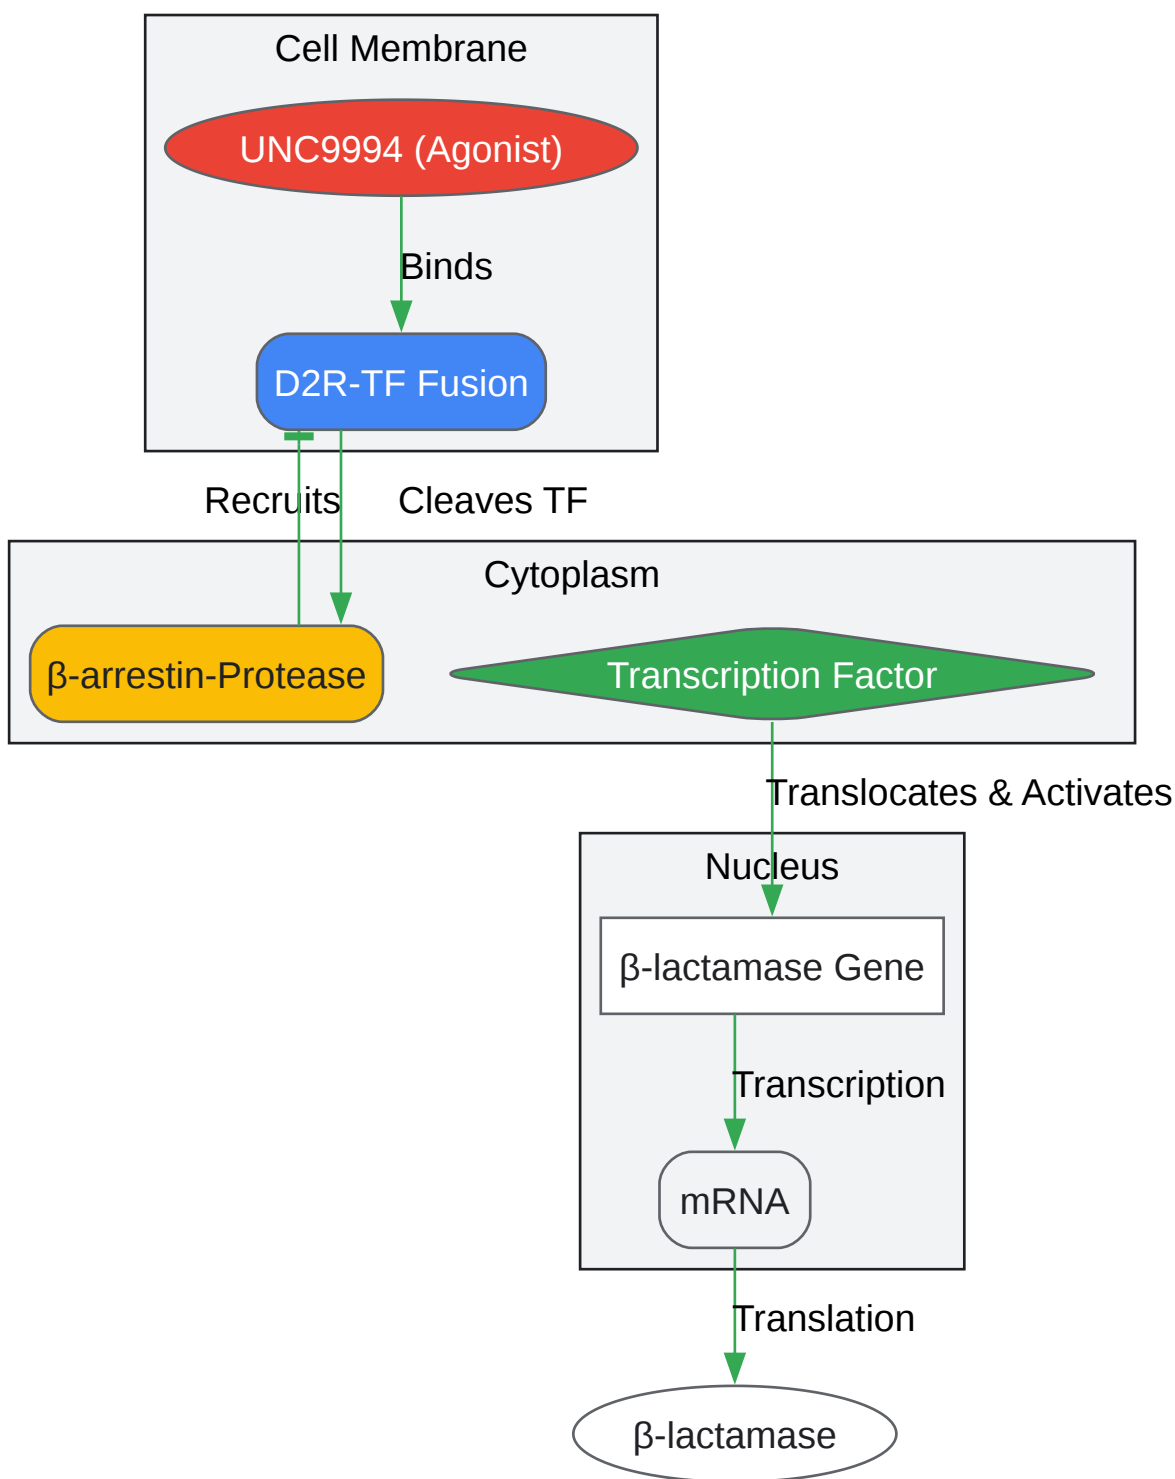 Cell Membrane
UNC9994 (Agonist)
Binds
D2R-TF Fusion
Recruits
Cleaves TF
Cytoplasm
β-arrestin-Protease
Transcription Factor
Translocates & Activates
Nucleus
β-lactamase Gene
Transcription
mRNA
Translation
β-lactamase